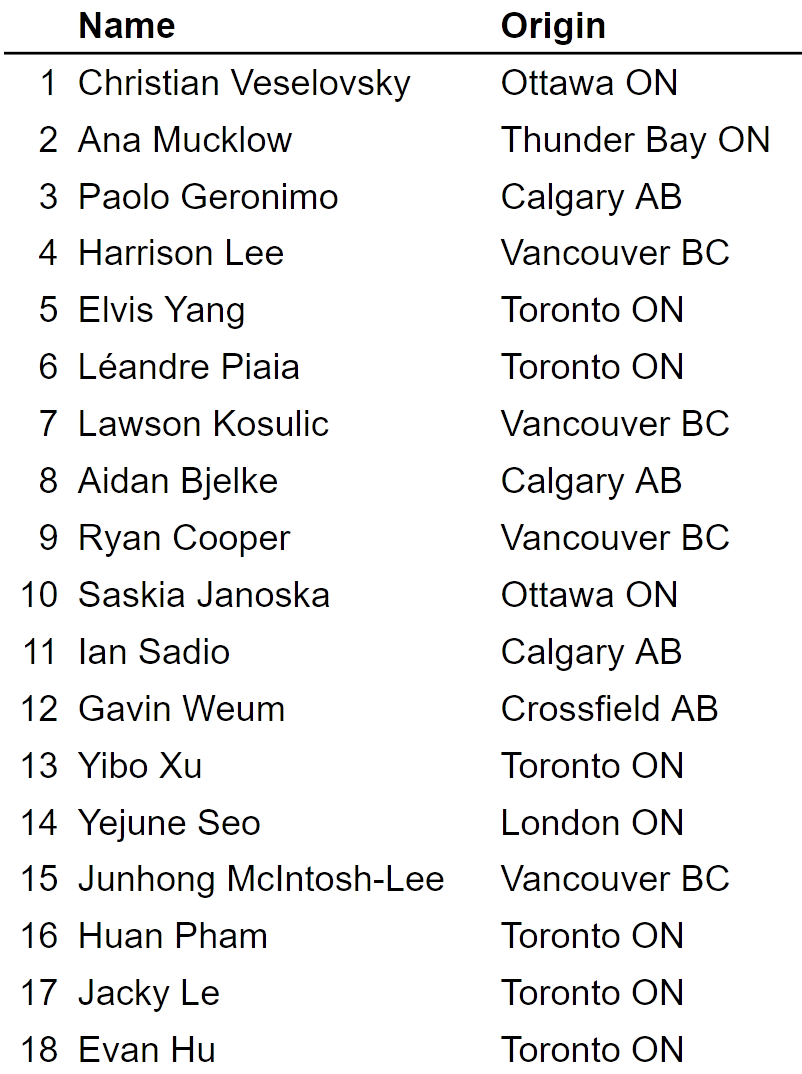 Name Origin
1 Christian Veselovsky Ottawa ON
2 Ana Mucklow Thunder Bay ON
3 Paolo Geronimo Calgary AB
4 Harrison Lee Vancouver BC
5 Elvis Yang Toronto ON
6 Léandre Piaia Toronto ON
7 Lawson Kosulic Vancouver BC
8 Aidan Bjelke Calgary AB
9 Ryan Cooper Vancouver BC
10 Saskia Janoska Ottawa ON
11 Ian Sadio Calgary AB
12 Gavin Weum Crossfield AB
13 Yibo Xu Toronto ON
14 Yejune Seo London ON
15 Junhong McIntosh-Lee Vancouver BC
16 Huan Pham Toronto ON
17 Jacky Le Toronto ON
18 Evan Hu Toronto ON